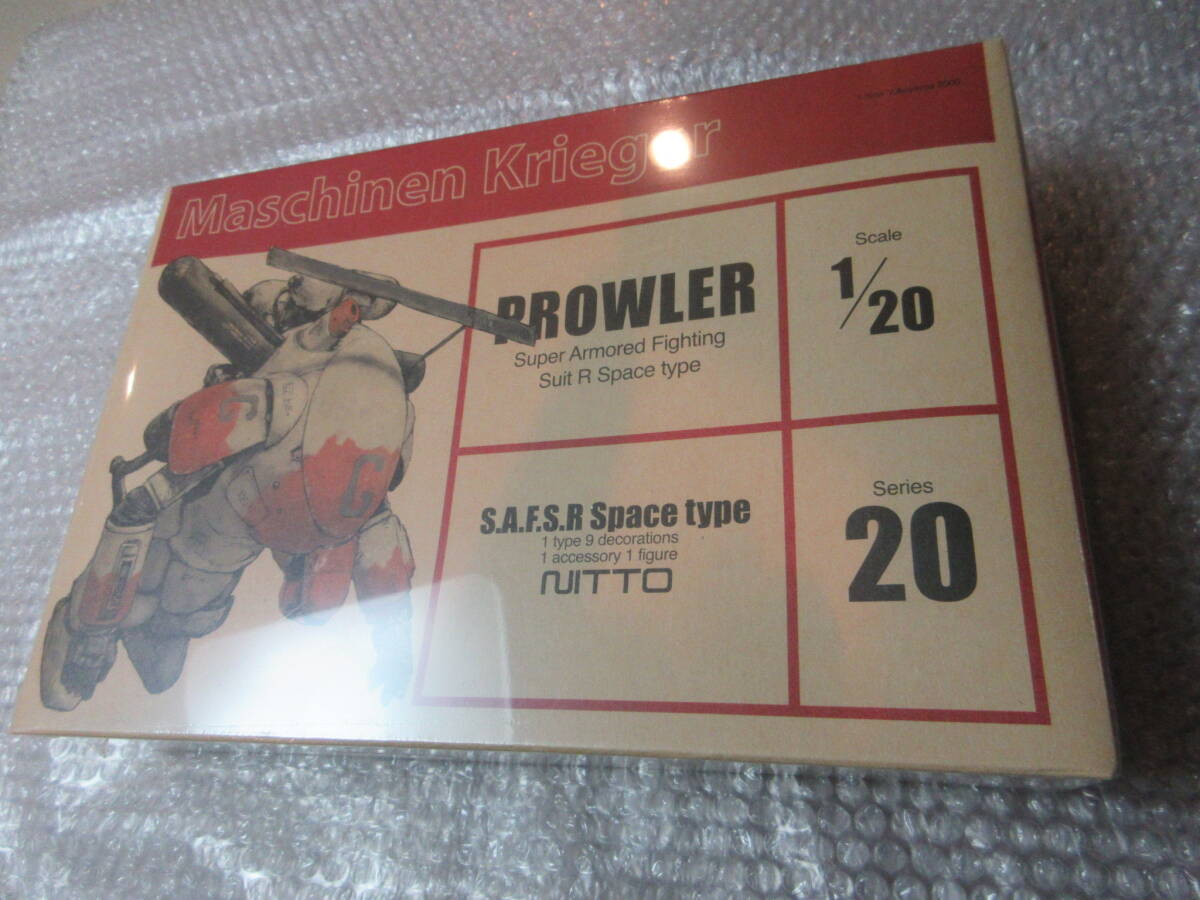 Maschinen Krieger
PROWLER
Super Armored Fighting
Suit R Space type
Scale
1/20
S.A.F.S.R Space type
1 type 9 decorations
1 accessory 1 figure
NITTO
Series
20
G
G